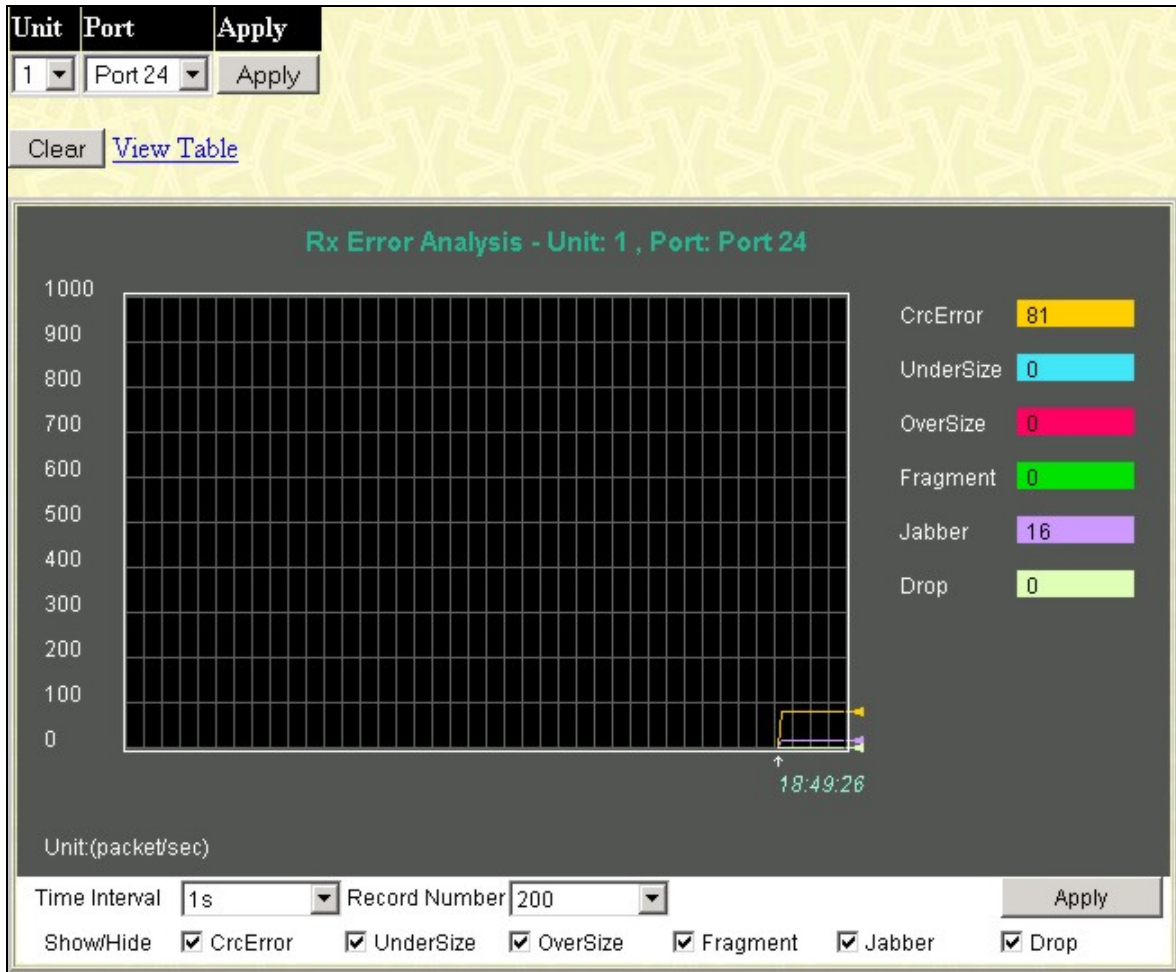 Unit Port Apply
1 Port 24 Apply
Clear View Table
Rx Error Analysis - Unit: 1 , Port: Port 24
1000
900
800
700
600
500
400
300
200
100
0
CrcError 81
UnderSize 0
OverSize 0
Fragment 0
Jabber 16
Drop 0
18:49:26
Unit:(packet/sec)
Time Interval 1s Record Number 200 Apply
Show/Hide CrcError UnderSize OverSize Fragment Jabber Drop